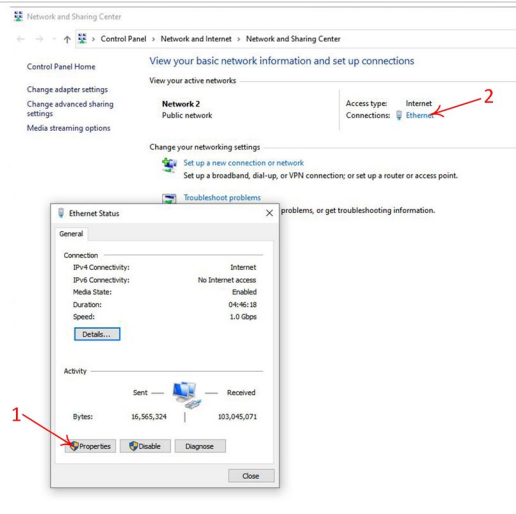 Network and Sharing Center
Control Panel > Network and Internet > Network and Sharing Center
Control Panel Home
Change adapter settings
Change advanced sharing
settings
Media streaming options
View your basic network information and set up connections
View your active networks
Network 2
Public network
Access type: Internet
Connections: Ethernet
2
Change your networking settings
Set up a new connection or network
Set up a broadband, dial-up, or VPN connection; or set up a router or access point.
Troubleshoot problems
problems, or get troubleshooting information.
Ethernet Status
General
Connection
IPv4 Connectivity: Internet
IPv6 Connectivity: No Internet access
Media State: Enabled
Duration: 04:46:18
Speed: 1.0 Gbps
Details...
Activity
Sent Received
Bytes: 16,565,324 103,045,071
1
Properties Disable Diagnose
Close